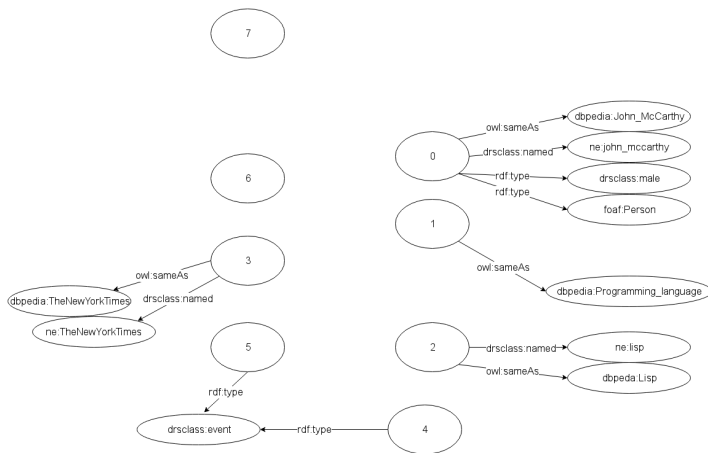 7
dbpedia:John_McCarthy
owl:sameAs
ne:john_mccarthy
drsclass:named
0
rdf:type
drsclass:male
rdf:type
foaf:Person
6
1
owl:sameAs
dbpedia:Programming_language
3
owl:sameAs
dbpedia:TheNewYorkTimes
drsclass:named
ne:TheNewYorkTimes
5
rdf:type
drsclass:event
2
drsclass:named
ne:lisp
owl:sameAs
dbpeda:Lisp
rdf:type
4